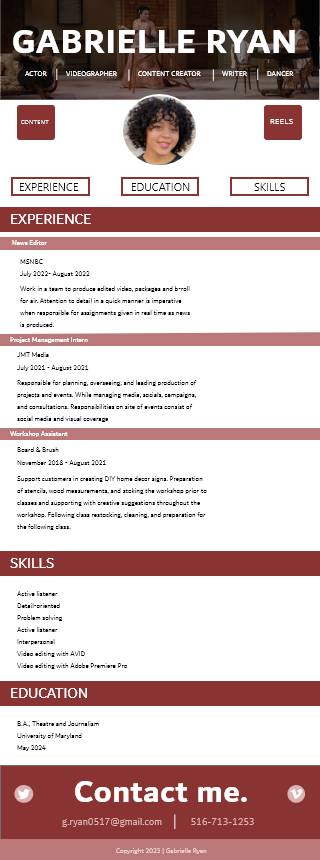 GABRIELLE RYAN
ACTOR | VIDEOGRAPHER | CONTENT CREATOR | WRITER | DANCER
CONTENT
REELS
EXPERIENCE
EDUCATION
SKILLS
EXPERIENCE
News Editor
MSNBC
July 2022- August 2022
Work in a team to produce edited video, packages and b-roll
for air. Attention to detail in a quick manner is imperative
when responsible for assignments given in real time as news
is produced.
Project Management Intern
JMT Media
July 2021 - August 2021
Responsible for planning, overseeing, and leading production of
projects and events. While managing media, socials, campaigns,
and consultations. Responsibilities on site of events consist of
social media and visual coverage
Workshop Assistant
Board & Brush
November 2018 - August 2021
Support customers in creating DIY home decor signs. Preparation
of stencils, wood measurements, and stoking the workshop prior to
classes and supporting with creative suggestions throughout the
workshop. Following class restocking, cleaning, and preparation for
the following class.
SKILLS
Active listener
Detail-oriented
Problem solving
Active listener
Interpersonal
Video editing with AVID
Video editing with Adobe Premiere Pro
EDUCATION
B.A., Theatre and Journalism
University of Maryland
May 2024
Contact me.
g.ryan0517@gmail.com | 516-713-1253
Copyright 2023 | Gabrielle Ryan